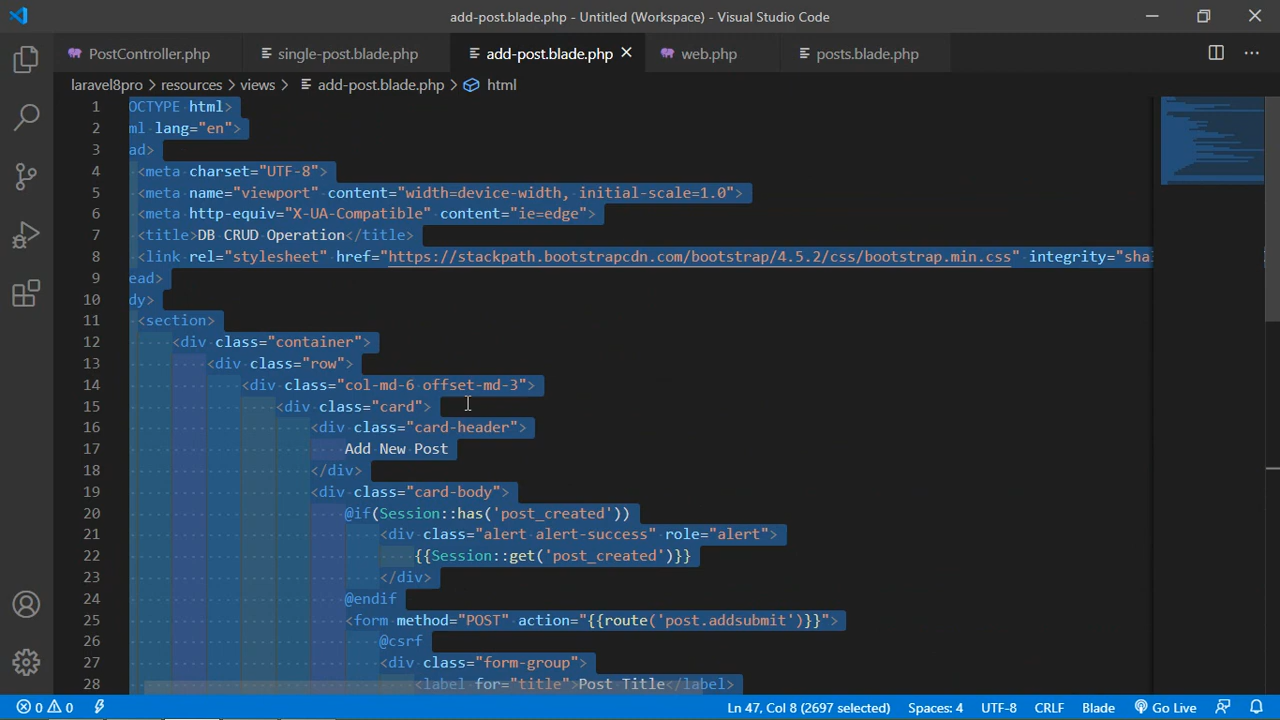 add-post.blade.php - Untitled (Workspace) - Visual Studio Code
PostController.php single-post.blade.php add-post.blade.php web.php posts.blade.php
laravel8pro > resources > views > add-post.blade.php > html
1 OCTYPE html>
2 ml lang="en">
3 ad>
4 <meta charset="UTF-8">
5 <meta name="viewport" content="width=device-width, initial-scale=1.0">
6 <meta http-equiv="X-UA-Compatible" content="ie=edge">
7 <title>DB CRUD Operation</title>
8 <link rel="stylesheet" href="https://stackpath.bootstrapcdn.com/bootstrap/4.5.2/css/bootstrap.min.css" integrity="sha
9 ead>
10 dy>
11 <section>
12 <div class="container">
13 <div class="row">
14 <div class="col-md-6 offset-md-3">
15 <div class="card">
16 <div class="card-header">
17 Add New Post
18 </div>
19 <div class="card-body">
20 @if(Session::has('post_created'))
21 <div class="alert alert-success" role="alert">
22 {{Session::get('post_created')}}
23 </div>
24 @endif
25 <form method="POST" action="{{route('post.addsubmit')}}">
26 @csrf
27 <div class="form-group">
28 <label for="title">Post Title</label>
0 0 Ln 47, Col 8 (2697 selected) Spaces: 4 UTF-8 CRLF Blade Go Live